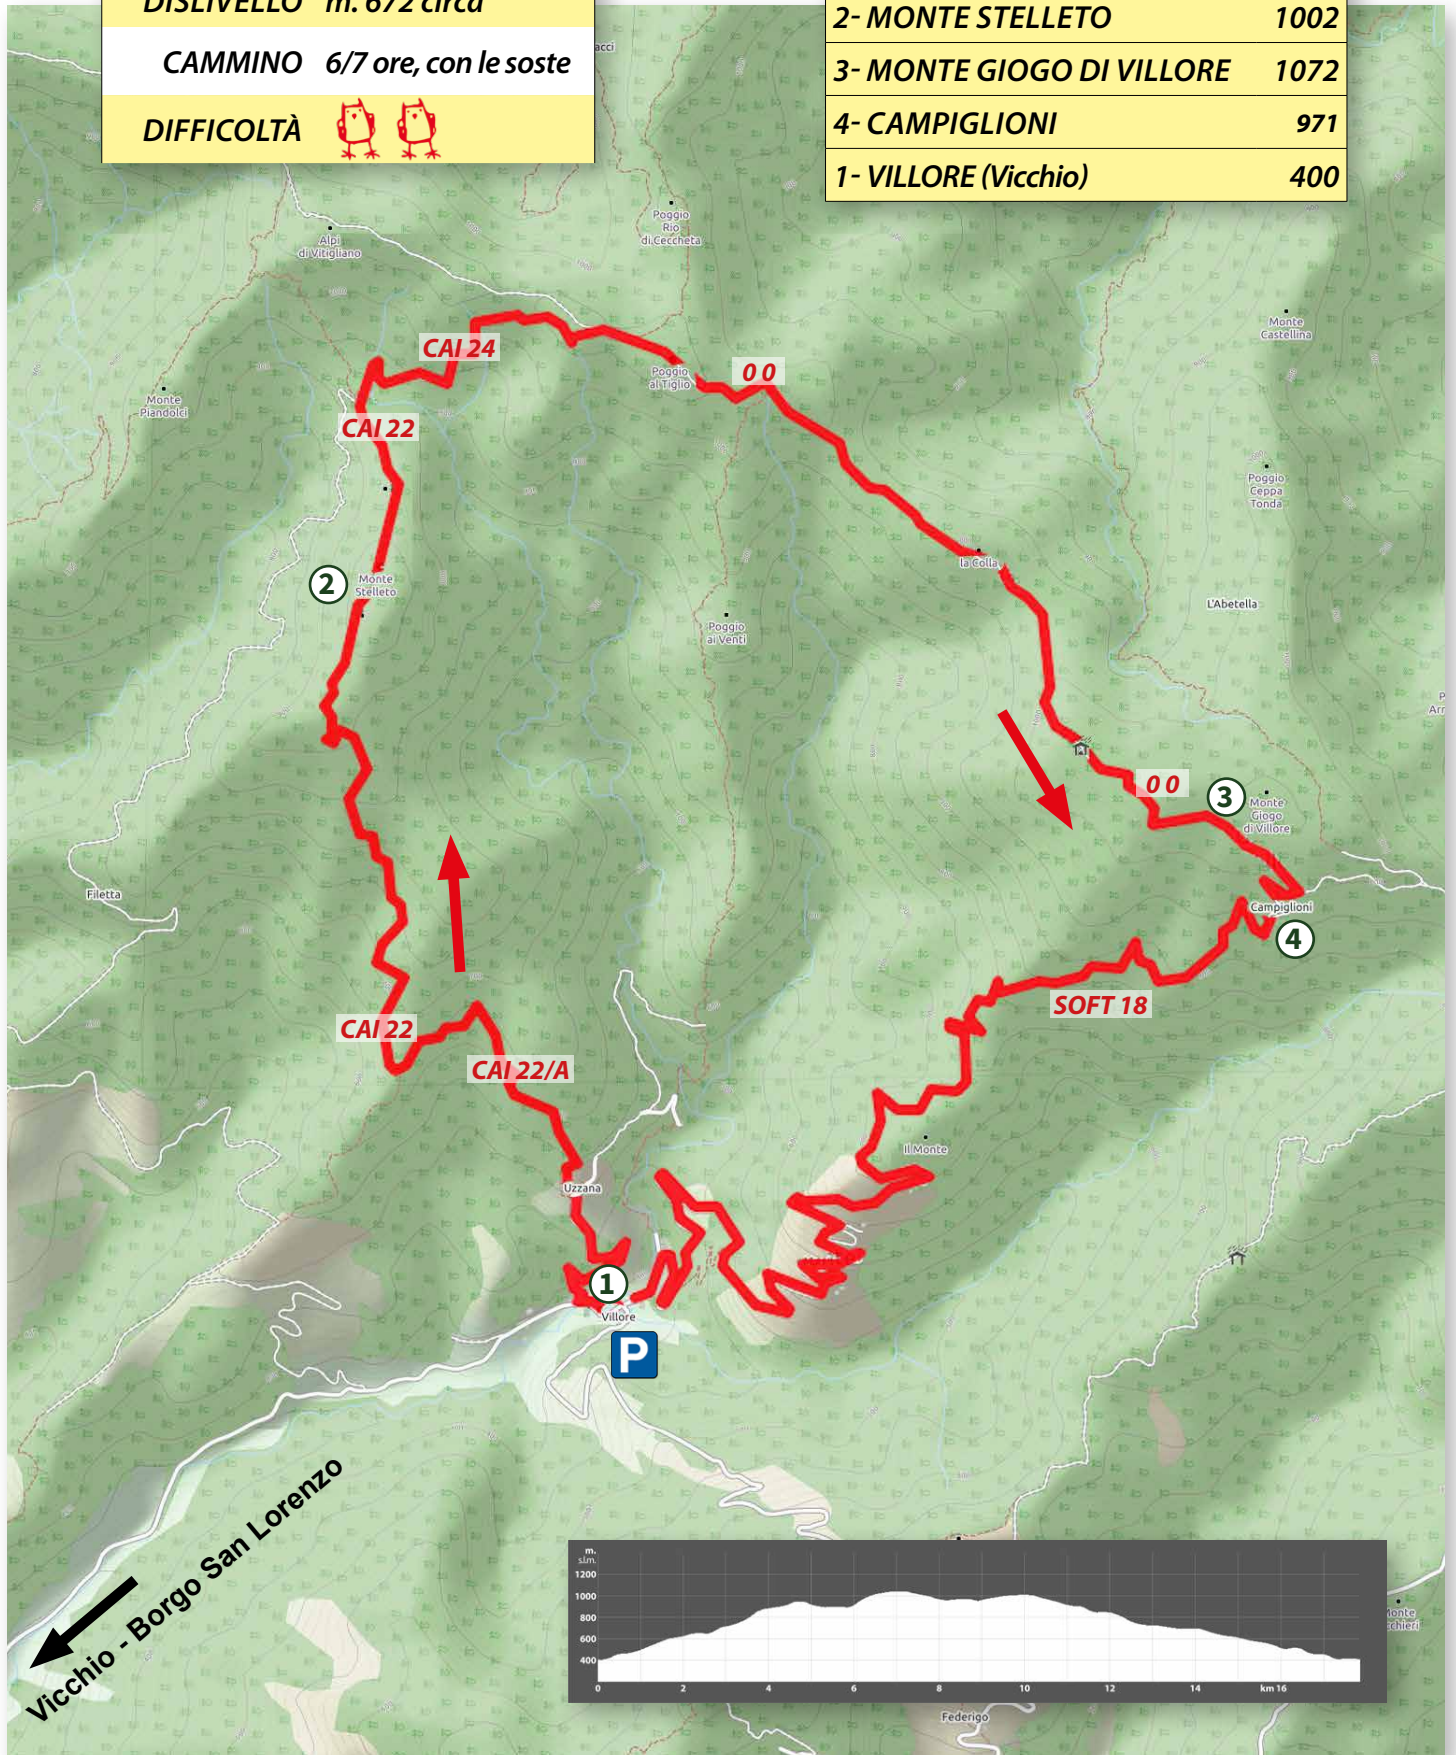 DISLIVELLO m. 672 circa
CAMMINO 6/7 ore, con le soste
DIFFICOLTÀ
2- MONTE STELLETO 1002
3- MONTE GIOGO DI VILLORE 1072
4- CAMPIGLIONI 971
1- VILLORE (Vicchio) 400
acci
Poggio
Rio
di Ceccheta
Alpi
di Vitigliano
Monte
Castellina
CAI 24
Poggio
al Tiglio
0 0
Monte
Piandolci
CAI 22
Poggio
Ceppa
Tonda
la Colla
2
Monte
Stelleto
L'Abetella
Poggio
ai Venti
P
Arr
0 0
3
Monte
Giogo
di Villore
Filetta
Campiglioni
4
SOFT 18
CAI 22
CAI 22/A
Il Monte
Uzzana
1
Villore
P
Vicchio - Borgo San Lorenzo
m.
s.l.m.
1200
1000
800
600
400
0 2 4 6 8 10 12 14 km 16
Monte
chieri
Federigo